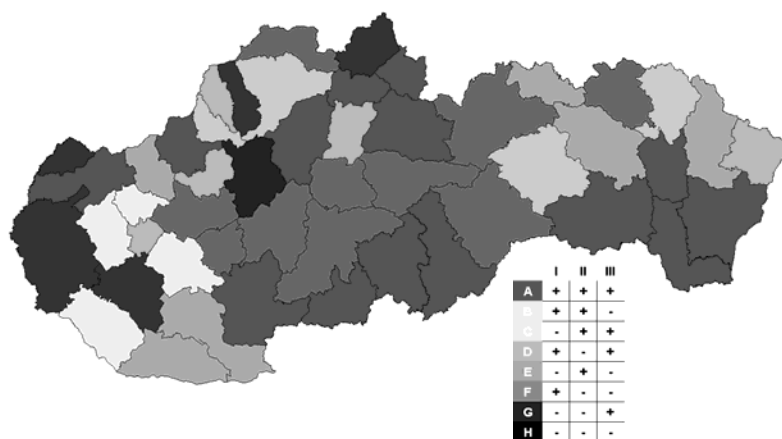 I II III
A + + +
B + + -
C - + +
D + - +
E - + -
F + - -
G - - +
H - - -